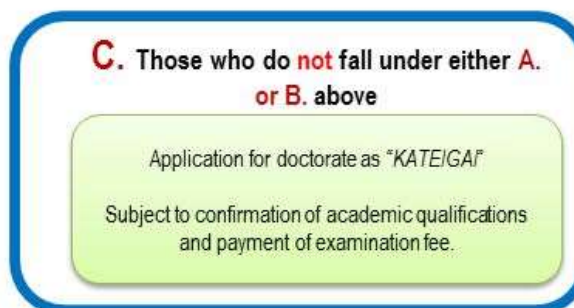 C. Those who do not fall under either A.
or B. above
Application for doctorate as "KATEIGAI"
Subject to confirmation of academic qualifications
and payment of examination fee.